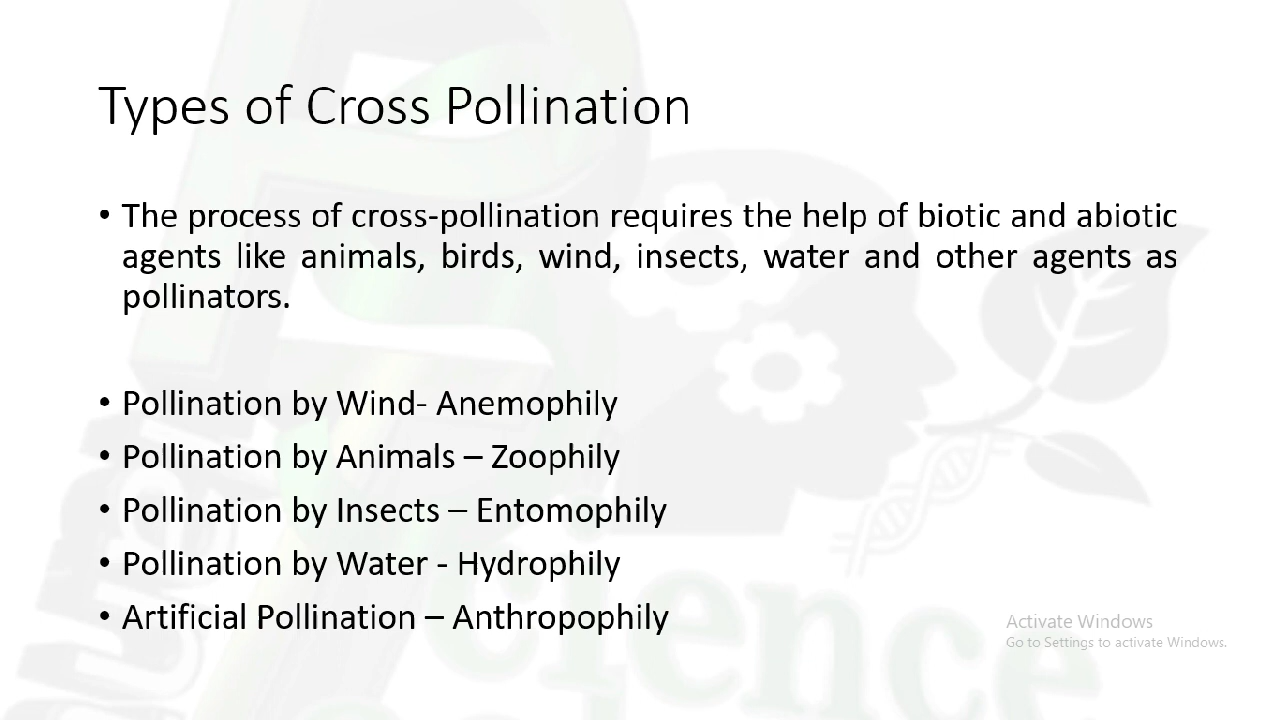 Types of Cross Pollination
• The process of cross-pollination requires the help of biotic and abiotic
agents like animals, birds, wind, insects, water and other agents as
pollinators.
• Pollination by Wind- Anemophily
• Pollination by Animals – Zoophily
• Pollination by Insects – Entomophily
• Pollination by Water - Hydrophily
• Artificial Pollination – Anthropophily
Activate Windows
Go to Settings to activate Windows.